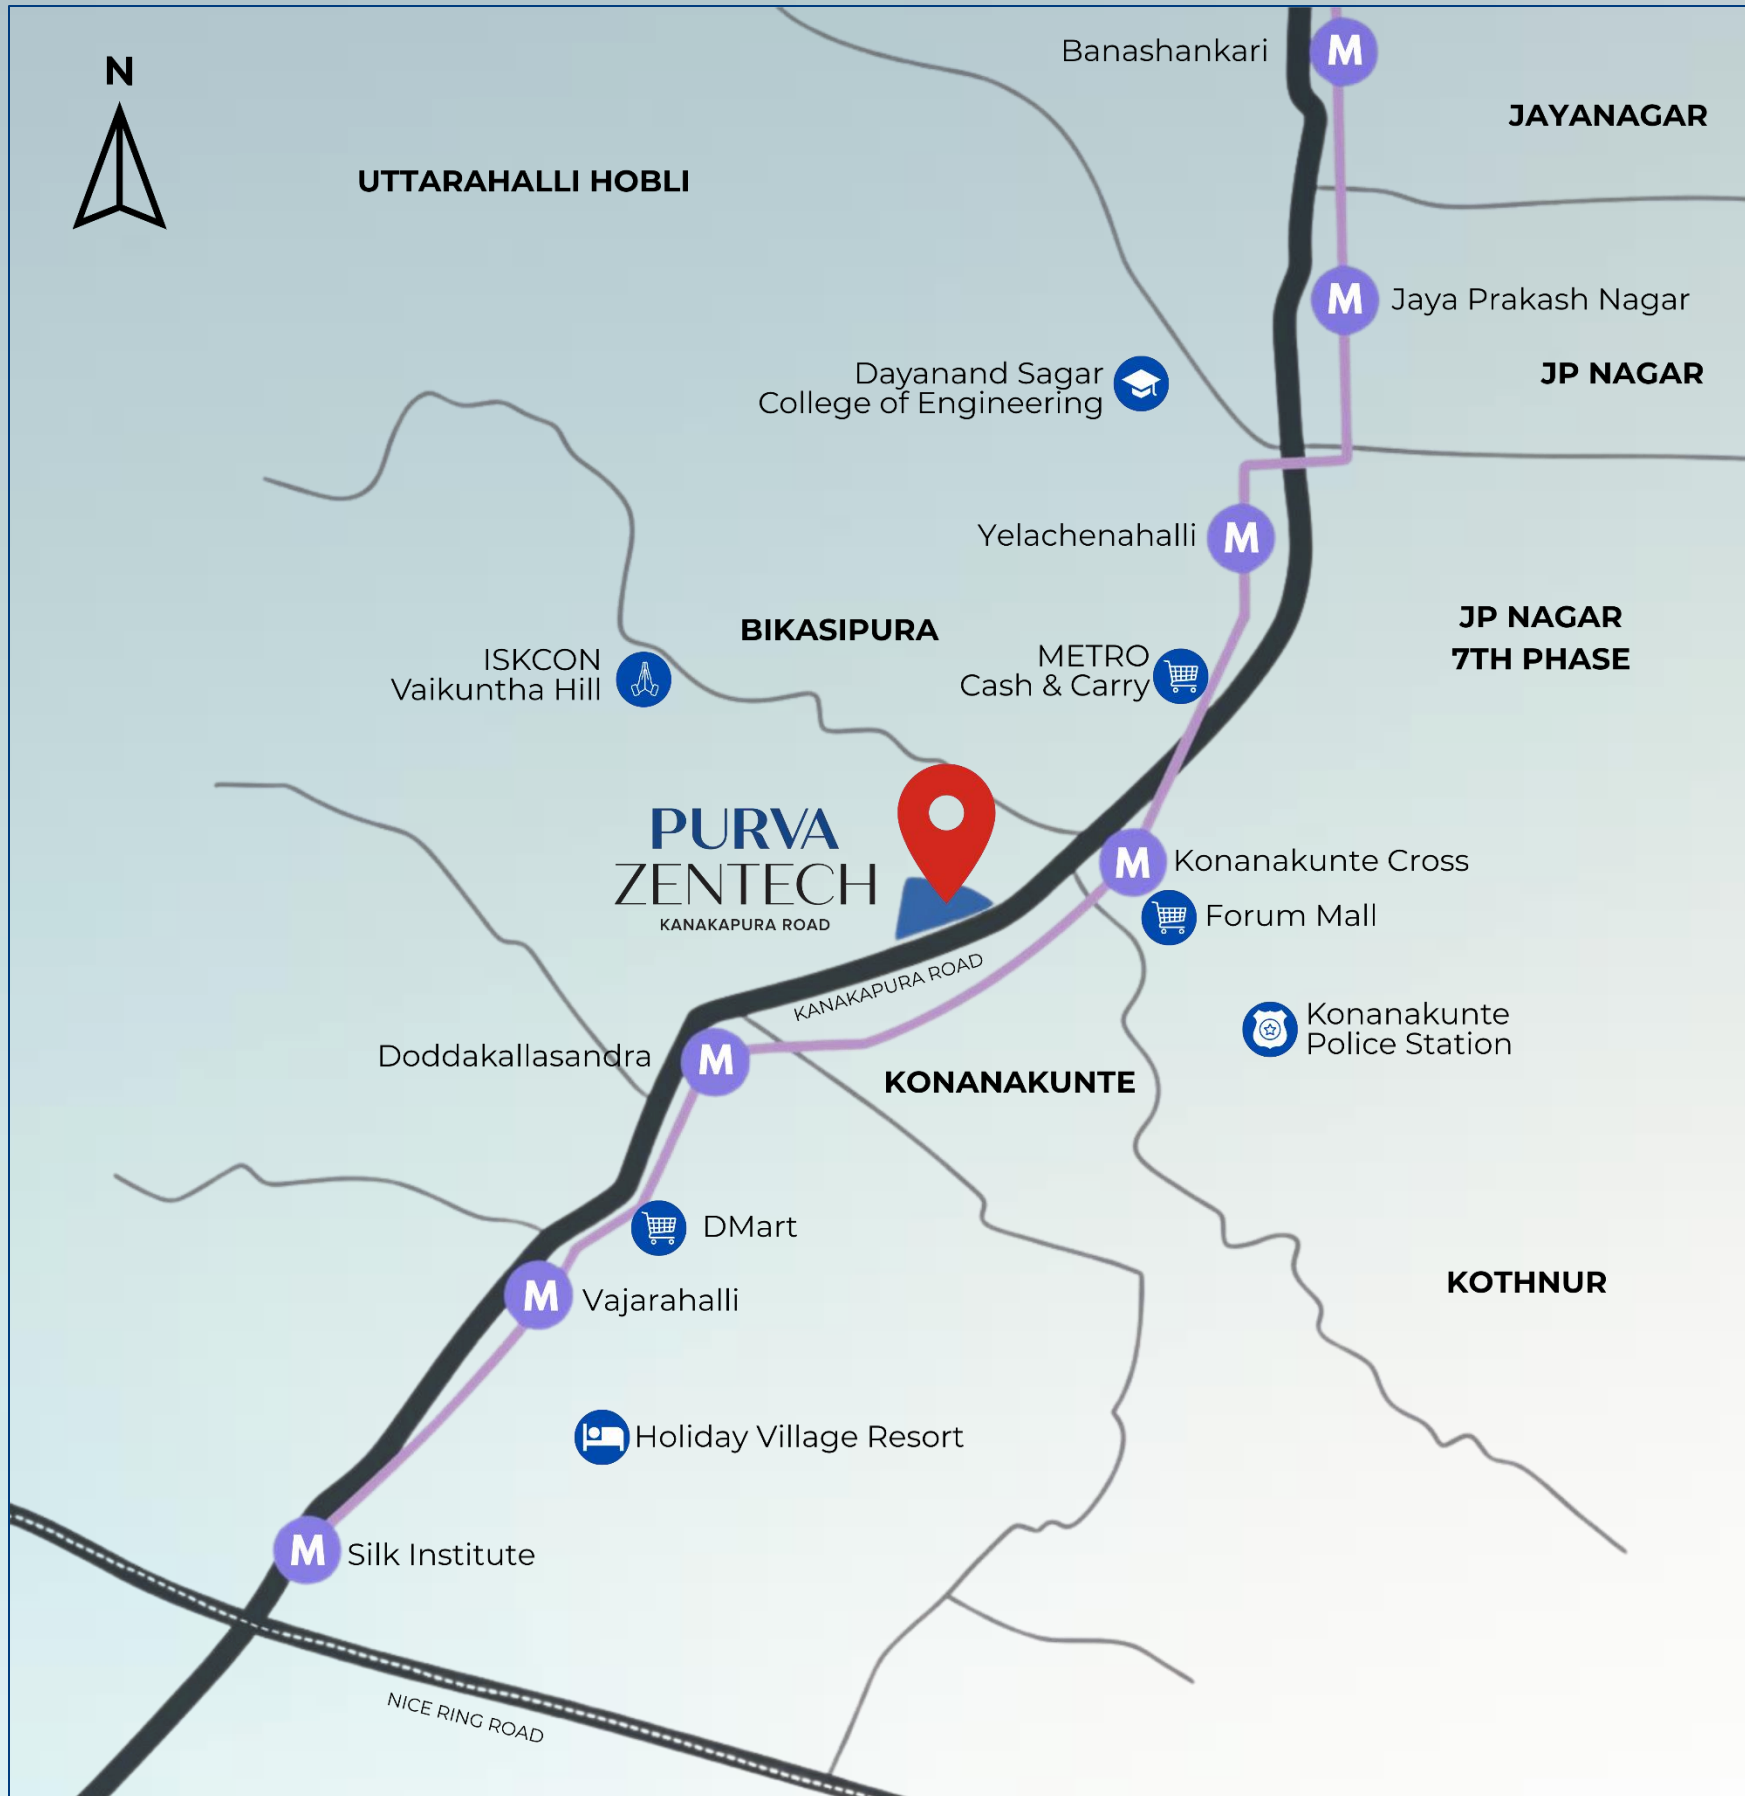 N
Banashankari
M
JAYANAGAR
UTTARAHALLI HOBLI
M
Jaya Prakash Nagar
Dayanand Sagar
College of Engineering
JP NAGAR
Yelachenahalli
M
BIKASIPURA
JP NAGAR
7TH PHASE
ISKCON
Vaikuntha Hill
METRO
Cash & Carry
PURVA
ZENTECH
KANAKAPURA ROAD
M
Konanakunte Cross
Forum Mall
KANAKAPURA ROAD
Konanakunte
Police Station
Doddakallasandra
M
KONANAKUNTE
DMart
KOTHNUR
M
Vajarahalli
Holiday Village Resort
M
Silk Institute
NICE RING ROAD